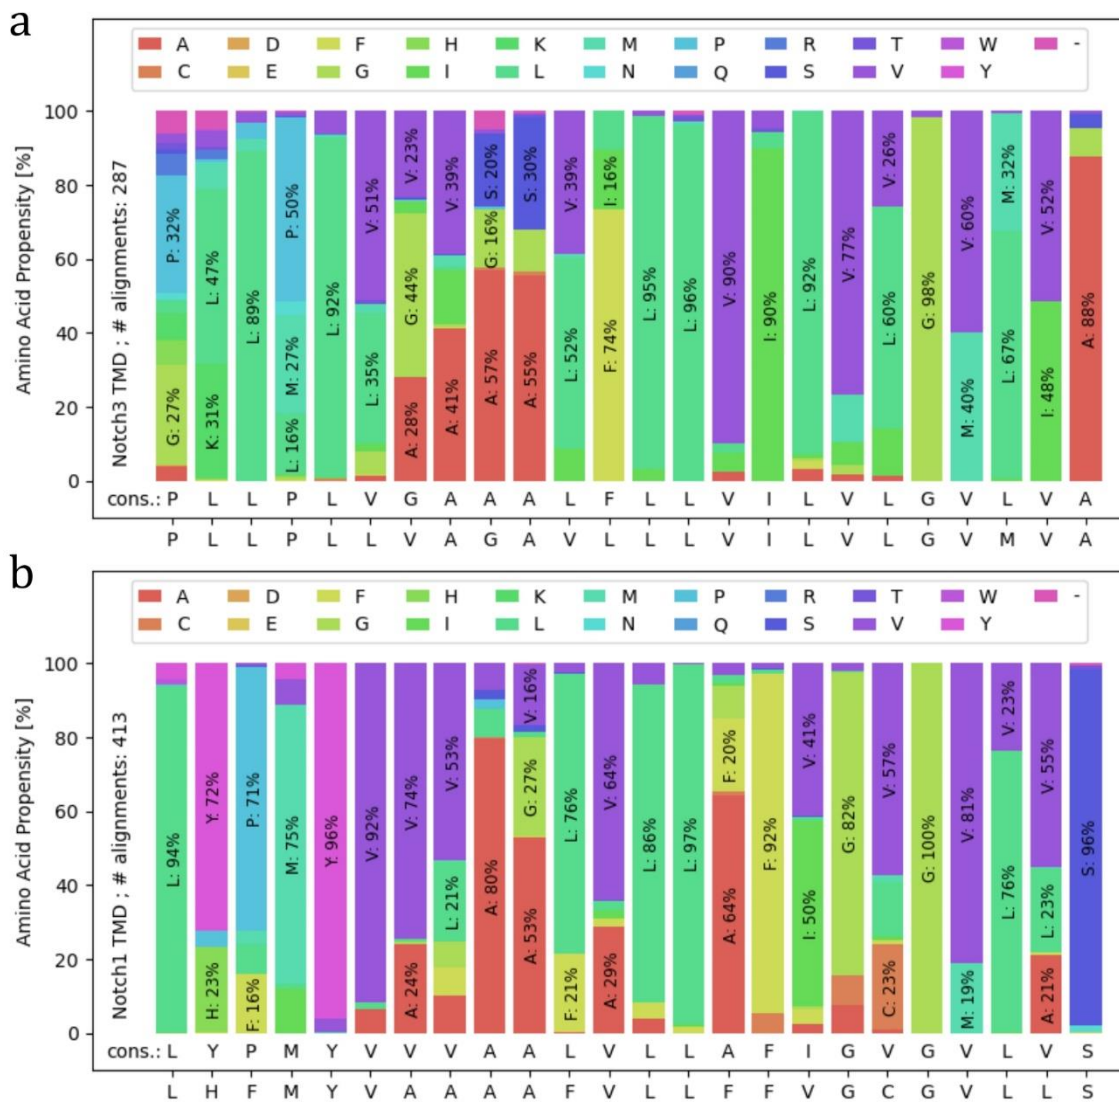 a
A D F H K M P R T W -
C E G I L N Q S V Y
Amino Acid Propensity [%]
100
80
60
40
20
0
Notch3 TMD ; # alignments: 287
G: 27%
P: 32%
K: 31%
L: 47%
L: 89%
L: 16%
M: 27%
P: 50%
L: 92%
L: 35%
V: 51%
A: 28%
G: 44%
V: 23%
A: 41%
V: 39%
A: 57%
G: 16%
S: 20%
A: 55%
S: 30%
L: 52%
V: 39%
F: 74%
I: 16%
L: 95%
L: 96%
V: 90%
I: 90%
L: 92%
V: 77%
L: 60%
V: 26%
G: 98%
M: 40%
V: 60%
L: 67%
M: 32%
I: 48%
V: 52%
A: 88%
cons.: P L L P L V G A A A L F L L V I L V L G V L V A
P L L P L L V A G A V L L L V I L V L G V M V A
b
A D F H K M P R T W -
C E G I L N Q S V Y
Amino Acid Propensity [%]
100
80
60
40
20
0
Notch1 TMD ; # alignments: 413
L: 94%
H: 23%
Y: 72%
F: 16%
P: 71%
M: 75%
Y: 96%
V: 92%
A: 24%
V: 74%
L: 21%
V: 53%
A: 80%
A: 53%
G: 27%
V: 16%
F: 21%
L: 76%
A: 29%
V: 64%
L: 86%
L: 97%
A: 64%
F: 20%
F: 92%
I: 50%
V: 41%
G: 82%
C: 23%
V: 57%
G: 100%
M: 19%
V: 81%
L: 76%
V: 23%
A: 21%
L: 23%
V: 55%
S: 96%
cons.: L Y P M Y V V V A A L V L L A F I G V G V L V S
L H F M Y V A A A A F V L L F F V G C G V L L S